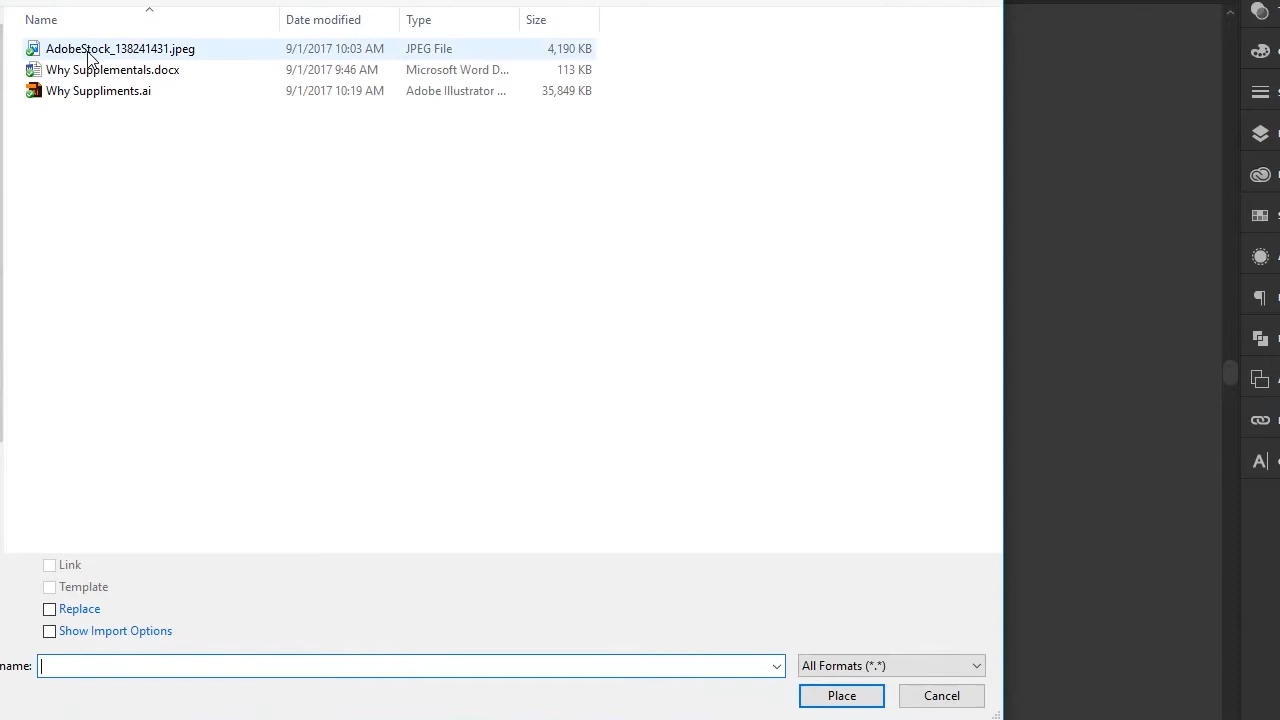 Name Date modified Type Size
AdobeStock_138241431.jpeg 9/1/2017 10:03 AM JPEG File 4,190 KB
Why Supplementals.docx 9/1/2017 9:46 AM Microsoft Word D... 113 KB
Why Suppliments.ai 9/1/2017 10:19 AM Adobe Illustrator ... 35,849 KB
Link
Template
Replace
Show Import Options
name: All Formats (*.*)
Place Cancel